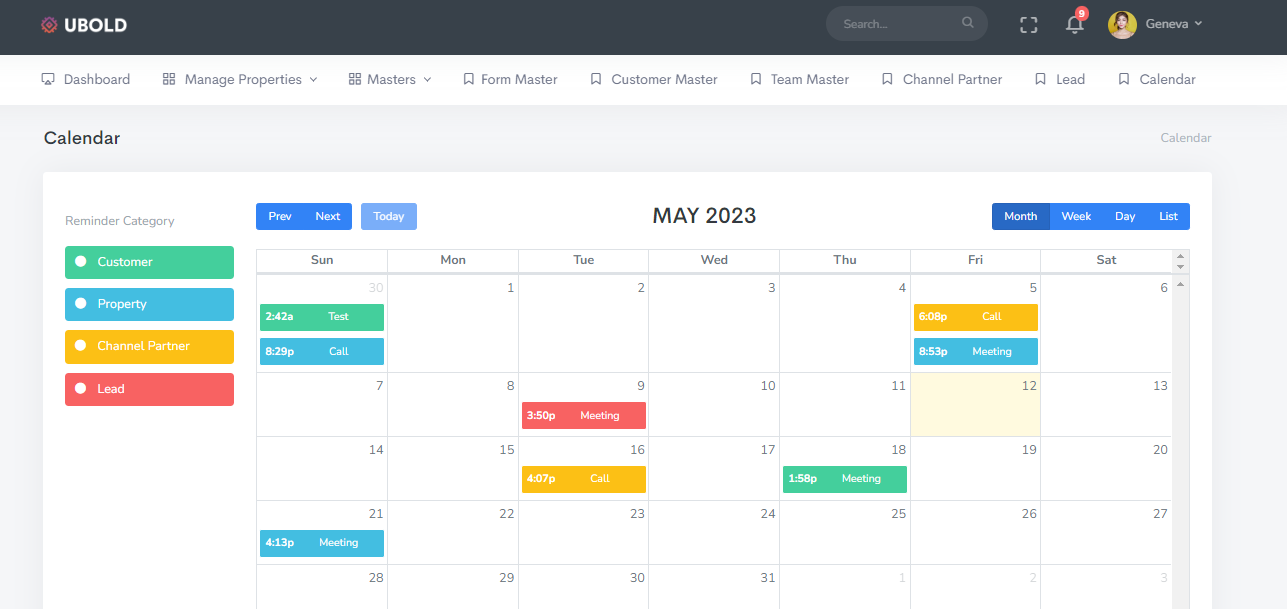 UBOLD
Search...
9
Geneva
Dashboard Manage Properties Masters Form Master Customer Master Team Master Channel Partner Lead Calendar
Calendar
Calendar
Reminder Category
Customer
Property
Channel Partner
Lead
Prev Next Today
MAY 2023
Month Week Day List
Sun Mon Tue Wed Thu Fri Sat
30 1 2 3 4 5 6
2:42a Test 6:08p Call
8:29p Call 8:53p Meeting
7 8 9 10 11 12 13
3:50p Meeting
14 15 16 17 18 19 20
4:07p Call 1:58p Meeting
21 22 23 24 25 26 27
4:13p Meeting
28 29 30 31 1 2 3